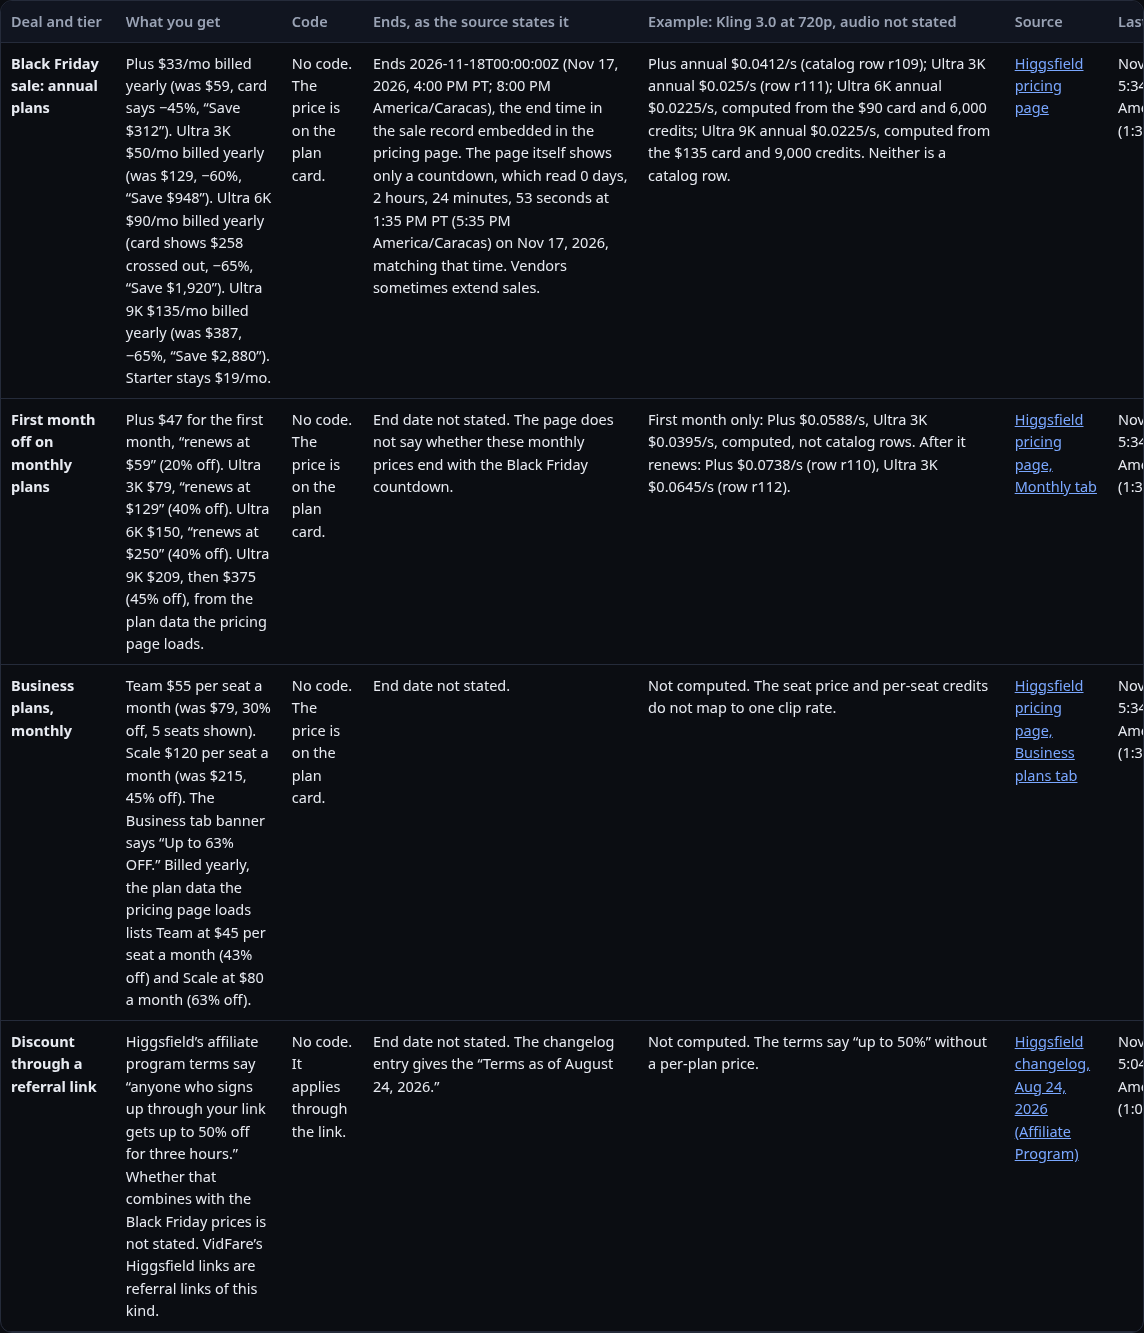 Deal and tier
What you get
Code
Ends, as the source states it
Example: Kling 3.0 at 720p, audio not stated
Source
Black Friday
sale: annual
plans
Plus $33/mo billed
yearly (was $59, card
says −45%, “Save
$312”). Ultra 3K
$50/mo billed yearly
(was $129, −60%,
“Save $948”). Ultra 6K
$90/mo billed yearly
(card shows $258
crossed out, −65%,
“Save $1,920”). Ultra
9K $135/mo billed
yearly (was $387,
−65%, “Save $2,880”).
Starter stays $19/mo.
No code.
The
price is
on the
plan
card.
Ends 2026-11-18T00:00:00Z (Nov 17,
2026, 4:00 PM PT; 8:00 PM
America/Caracas), the end time in
the sale record embedded in the
pricing page. The page itself shows
only a countdown, which read 0 days,
2 hours, 24 minutes, 53 seconds at
1:35 PM PT (5:35 PM
America/Caracas) on Nov 17, 2026,
matching that time. Vendors
sometimes extend sales.
Plus annual $0.0412/s (catalog row r109); Ultra 3K
annual $0.025/s (row r111); Ultra 6K annual
$0.0225/s, computed from the $90 card and 6,000
credits; Ultra 9K annual $0.0225/s, computed from
the $135 card and 9,000 credits. Neither is a
catalog row.
Higgsfield
pricing
page
Nov
5:34
(1:3
First month
off on
monthly
plans
Plus $47 for the first
month, “renews at
$59” (20% off). Ultra
3K $79, “renews at
$129” (40% off). Ultra
6K $150, “renews at
$250” (40% off). Ultra
9K $209, then $375
(45% off), from the
plan data the pricing
page loads.
No code.
The
price is
on the
plan
card.
End date not stated. The page does
not say whether these monthly
prices end with the Black Friday
countdown.
First month only: Plus $0.0588/s, Ultra 3K
$0.0395/s, computed, not catalog rows. After it
renews: Plus $0.0738/s (row r110), Ultra 3K
$0.0645/s (row r112).
Higgsfield
pricing
page,
Monthly tab
Nov
5:34
(1:3
Business
plans,
monthly
Team $55 per seat a
month (was $79, 30%
off, 5 seats shown).
Scale $120 per seat a
month (was $215,
45% off). The
Business tab banner
says “Up to 63%
OFF.” Billed yearly,
the plan data the
pricing page loads
lists Team at $45 per
seat a month (43%
off) and Scale at $80
a month (63% off).
No code.
The
price is
on the
plan
card.
End date not stated.
Not computed. The seat price and per-seat credits
do not map to one clip rate.
Higgsfield
pricing
page,
Business
plans tab
Nov
5:34
(1:3
Discount
through a
referral link
Higgsfield’s affiliate
program terms say
“anyone who signs
up through your link
gets up to 50% off
for three hours.”
Whether that
combines with the
Black Friday prices is
not stated. VidFare’s
Higgsfield links are
referral links of this
kind.
No code.
It
applies
through
the link.
End date not stated. The changelog
entry gives the “Terms as of August
24, 2026.”
Not computed. The terms say “up to 50%” without
a per-plan price.
Higgsfield
changelog,
Aug 24,
2026
(Affiliate
Program)
Nov
5:04
(1:0